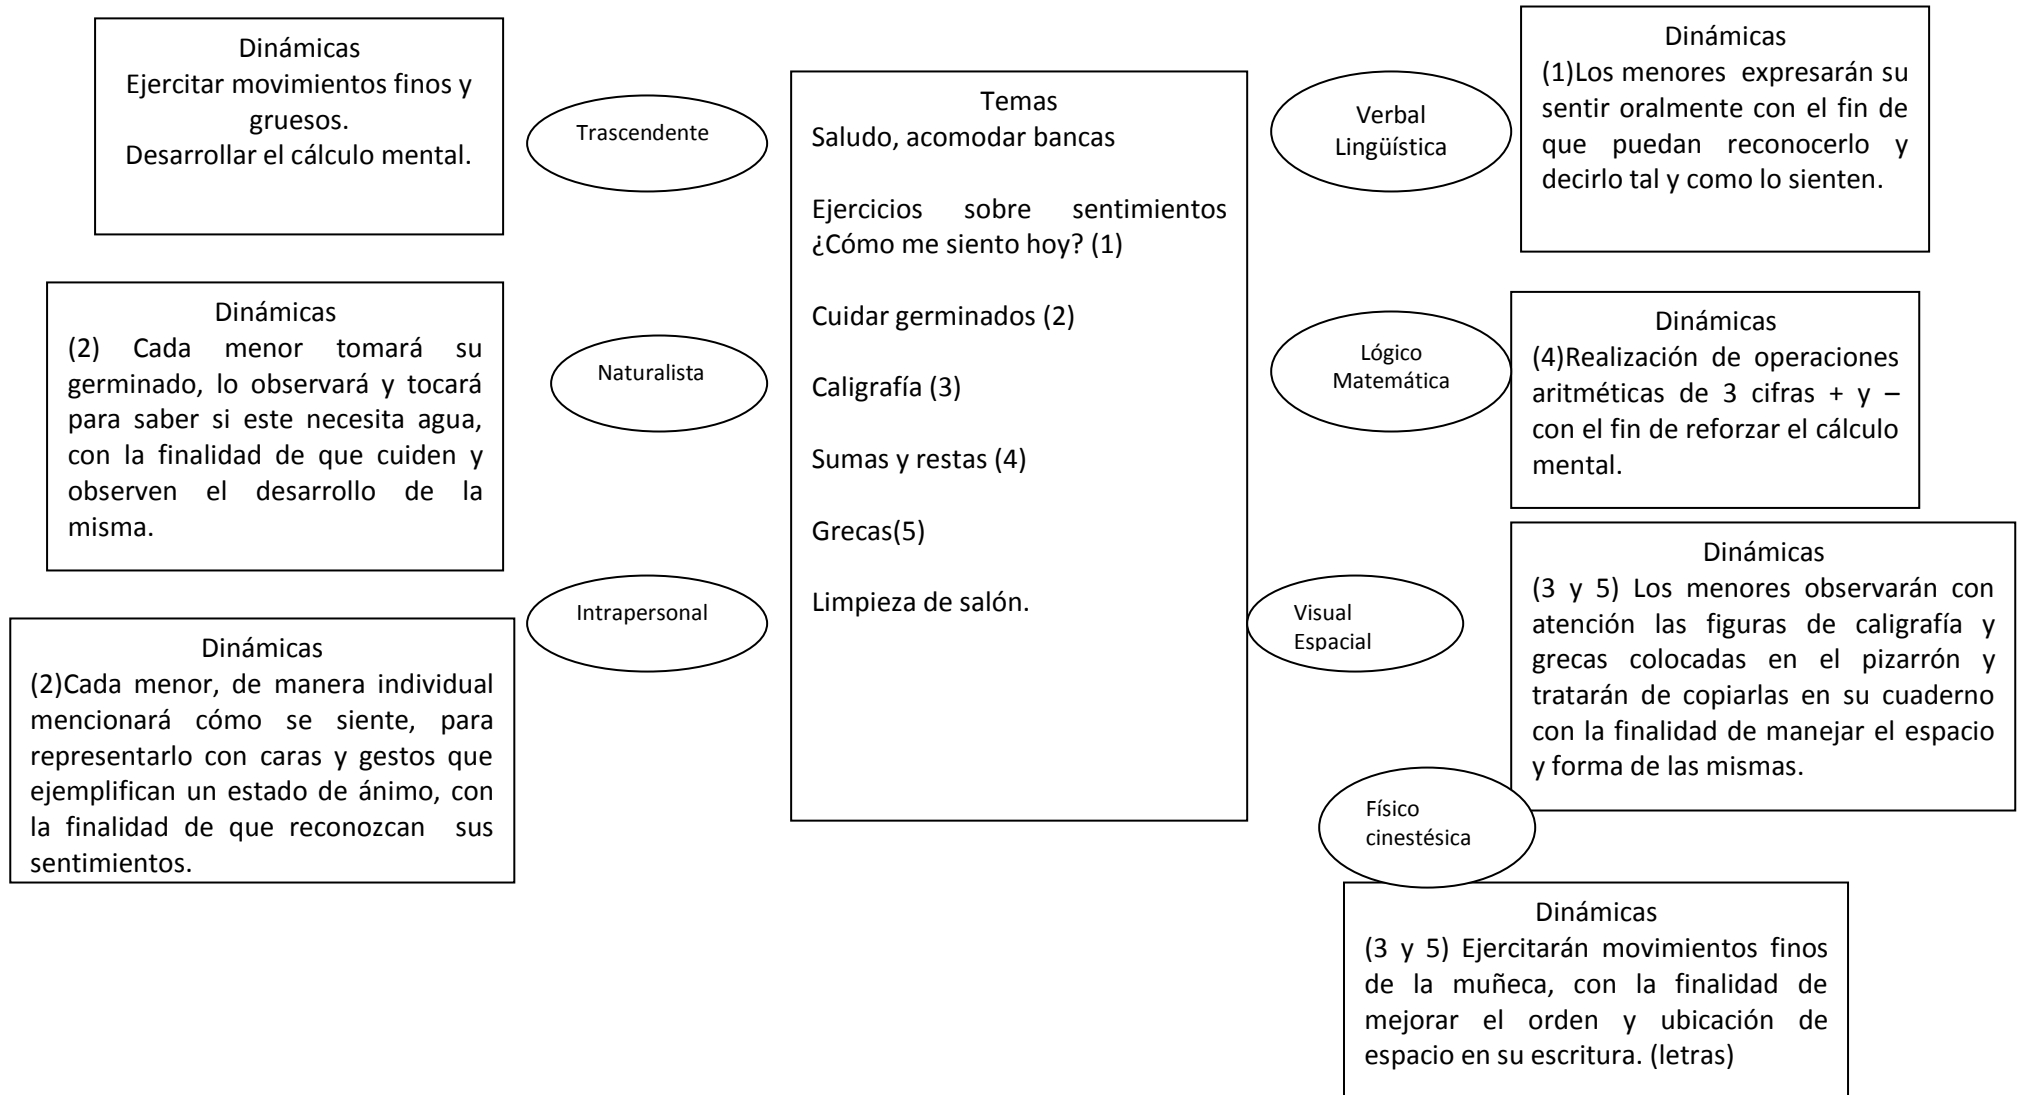 Dinámicas
Ejercitar movimientos finos y
gruesos.
Desarrollar el cálculo mental.
Trascendente
Dinámicas
(2) Cada menor tomará su
germinado, lo observará y tocará
para saber si este necesita agua,
con la finalidad de que cuiden y
observen el desarrollo de la
misma.
Naturalista
Dinámicas
(2)Cada menor, de manera individual
mencionará cómo se siente, para
representarlo con caras y gestos que
ejemplifican un estado de ánimo, con
la finalidad de que reconozcan sus
sentimientos.
Intrapersonal
Temas
Saludo, acomodar bancas
Ejercicios sobre sentimientos
¿Cómo me siento hoy? (1)
Cuidar germinados (2)
Caligrafía (3)
Sumas y restas (4)
Grecas(5)
Limpieza de salón.
Verbal
Lingüística
Dinámicas
(1)Los menores expresarán su
sentir oralmente con el fin de
que puedan reconocerlo y
decirlo tal y como lo sienten.
Lógico
Matemática
Dinámicas
(4)Realización de operaciones
aritméticas de 3 cifras + y –
con el fin de reforzar el cálculo
mental.
Visual
Espacial
Dinámicas
(3 y 5) Los menores observarán con
atención las figuras de caligrafía y
grecas colocadas en el pizarrón y
tratarán de copiarlas en su cuaderno
con la finalidad de manejar el espacio
y forma de las mismas.
Físico
cinestésica
Dinámicas
(3 y 5) Ejercitarán movimientos finos
de la muñeca, con la finalidad de
mejorar el orden y ubicación de
espacio en su escritura. (letras)